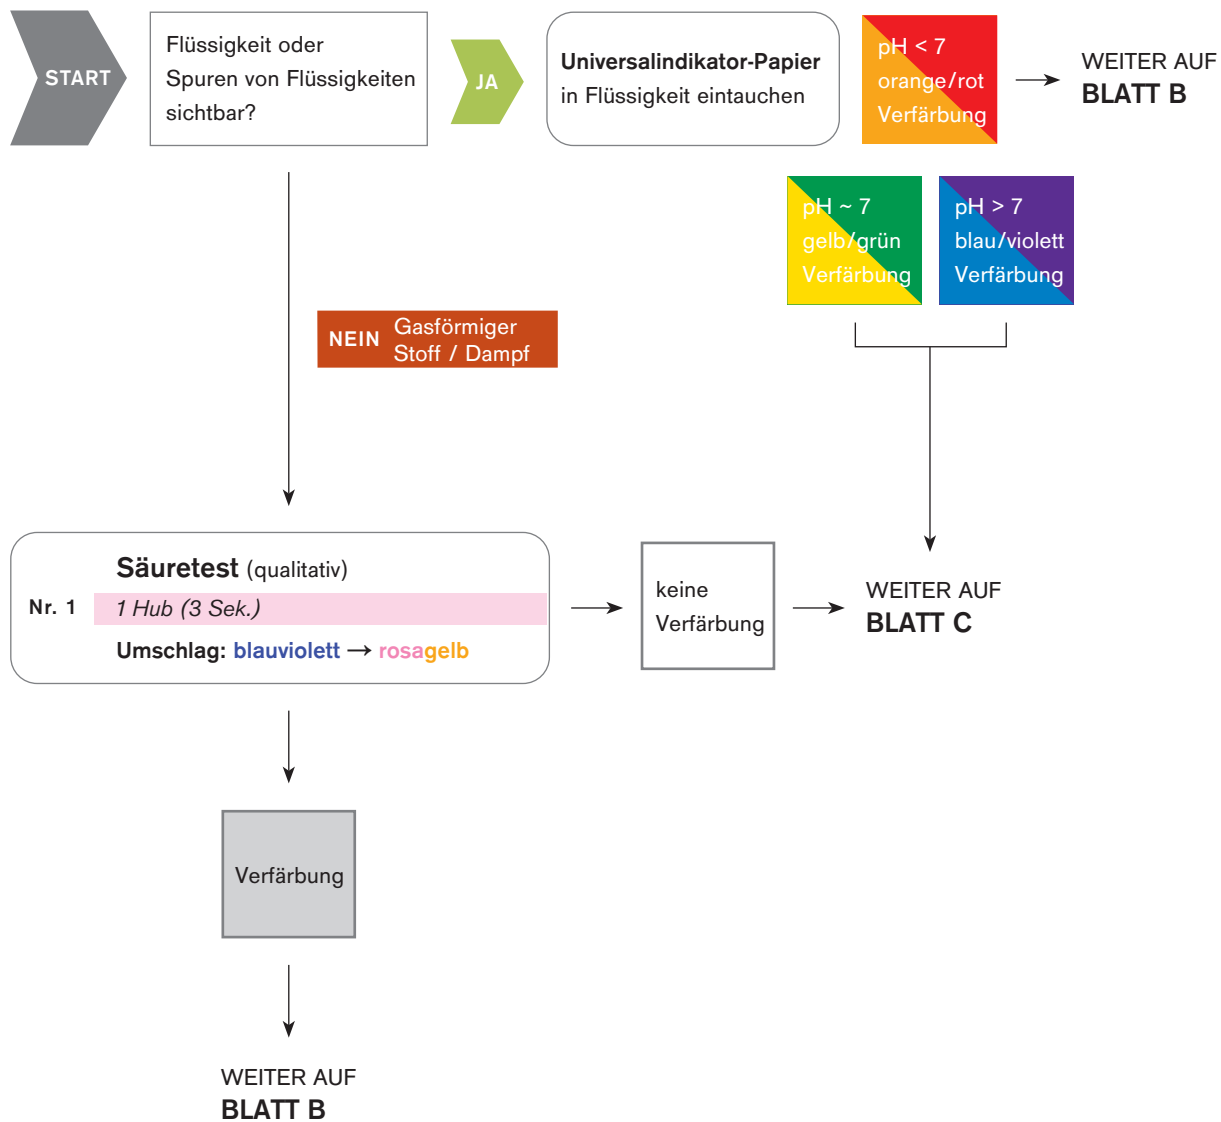 START
Flüssigkeit oder
Spuren von Flüssigkeiten
sichtbar?
JA
Universalindikator-Papier
in Flüssigkeit eintauchen
pH < 7
orange/rot
Verfärbung
WEITER AUF
BLATT B
pH ~ 7
gelb/grün
Verfärbung
pH > 7
blau/violett
Verfärbung
NEIN Gasförmiger
Stoff / Dampf
Säuretest (qualitativ)
Nr. 1 1 Hub (3 Sek.)
Umschlag: blauviolett → rosagelb
keine
Verfärbung
WEITER AUF
BLATT C
Verfärbung
WEITER AUF
BLATT B